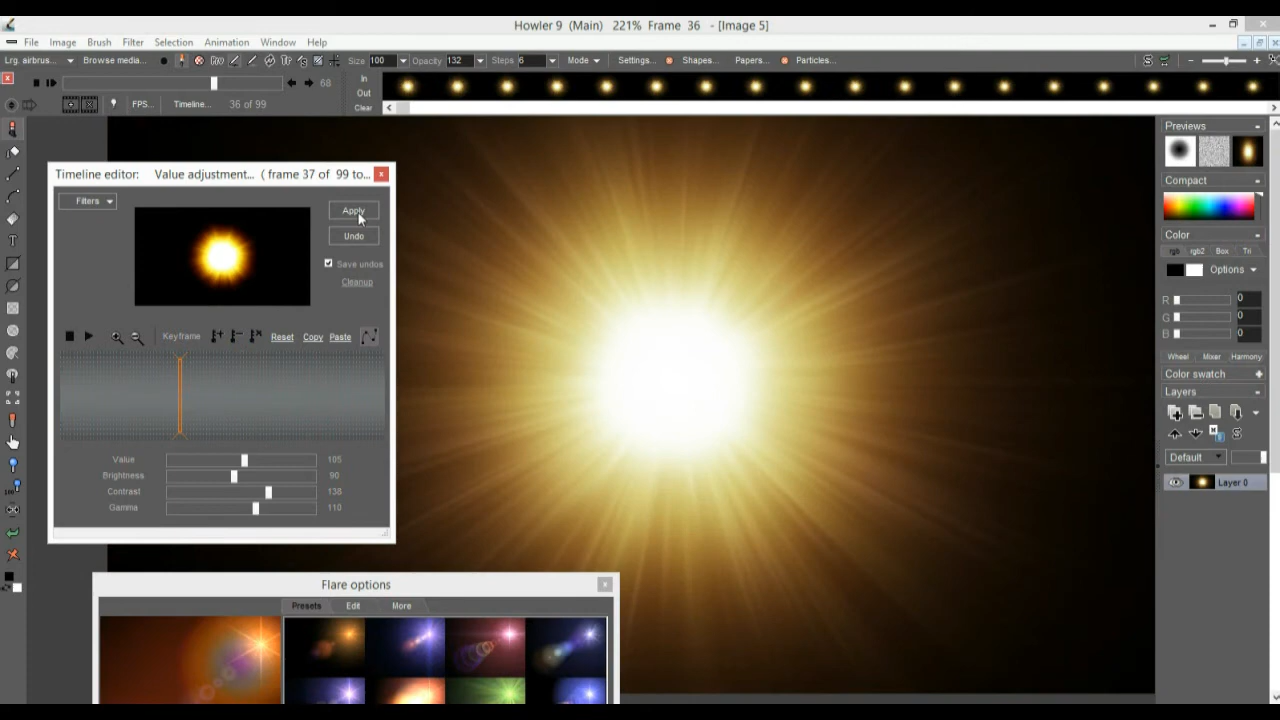 Howler 9 (Main) 221% Frame 36 - [Image 5]
File Image Brush Filter Selection Animation Window Help
Lrg. airbrus... Browse media... Size 100 Opacity 132 Steps 6 Mode Settings... Shapes... Papers... Particles...
68
In
Out
Clear
FPS... Timeline... 36 of 99
Timeline editor: Value adjustment... ( frame 37 of 99 to...
Filters
Apply
Undo
Save undos
Cleanup
Keyframe Reset Copy Paste
Value 105
Brightness 90
Contrast 138
Gamma 110
Flare options
Presets Edit More
Previews
Compact
Color
rgb rgb2 Box Tri
Options
R 0
G 0
B 0
Wheel Mixer Harmony
Color swatch
Layers
Default
Layer 0